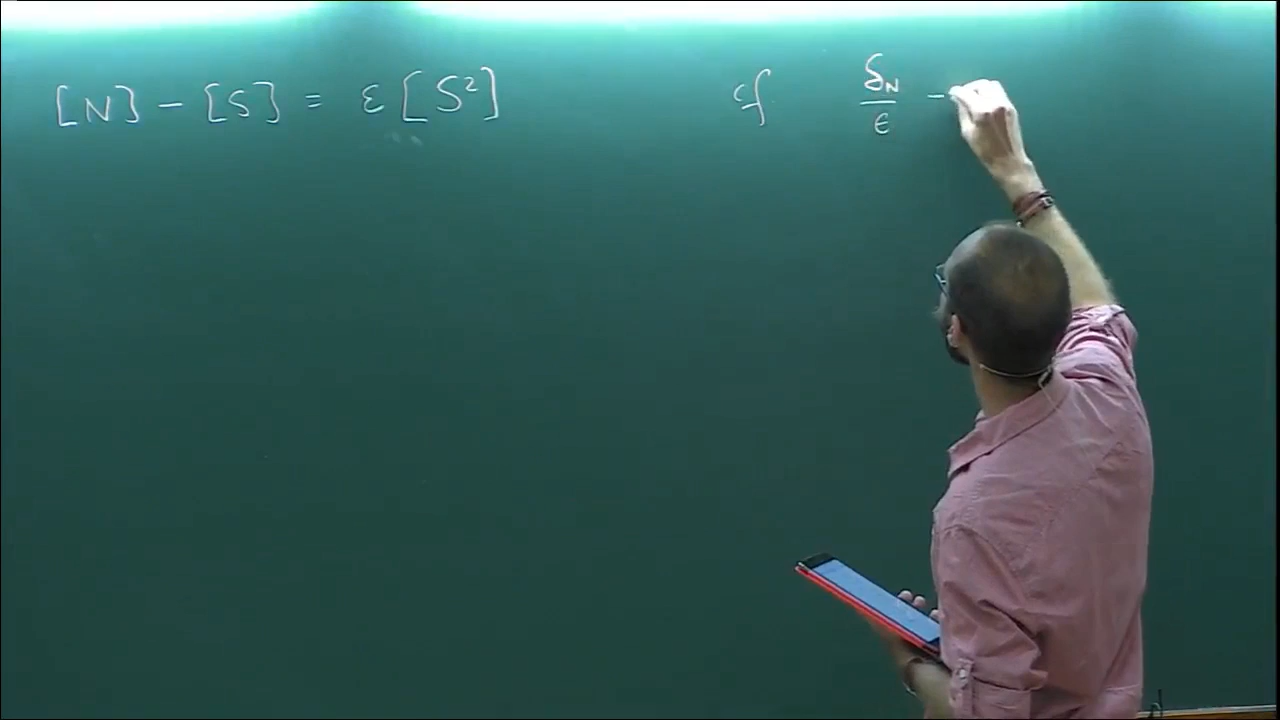 [N] − [S] = ε[S²] cf δ_N/ε −